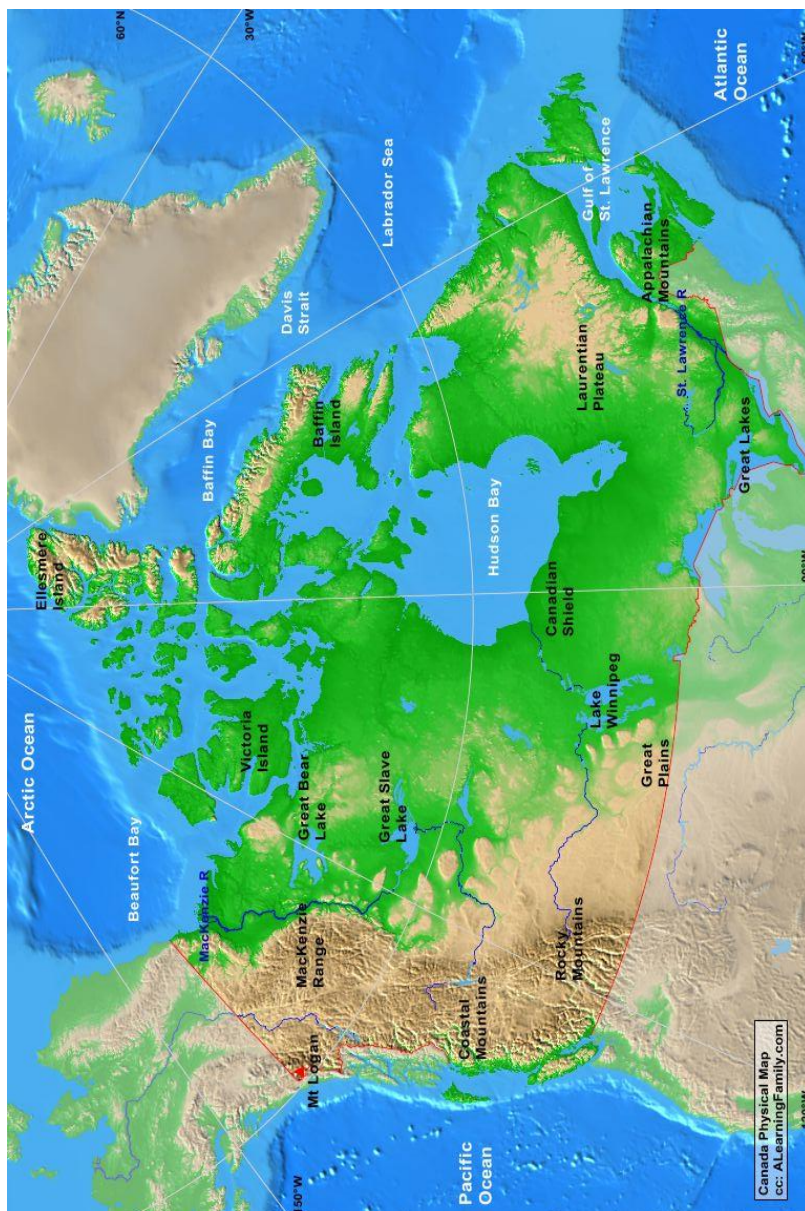 60°N
Arctic Ocean
Ellesmere
Island
Beaufort Bay
Baffin Bay
30°W
MacKenzie R
Victoria
Island
Davis
Strait
Baffin
Island
150°W
Mt Logan
MacKenzie
Range
Great Bear
Lake
Labrador Sea
Great Slave
Lake
Pacific
Ocean
Coastal
Mountains
Hudson Bay
Canadian
Shield
Rocky
Mountains
Lake
Winnipeg
Laurentian
Plateau
Gulf of
St. Lawrence
Great
Plains
Appalachian
Mountains
St. Lawrence R
Great Lakes
Atlantic
Ocean
Canada Physical Map
cc: ALearningFamily.com